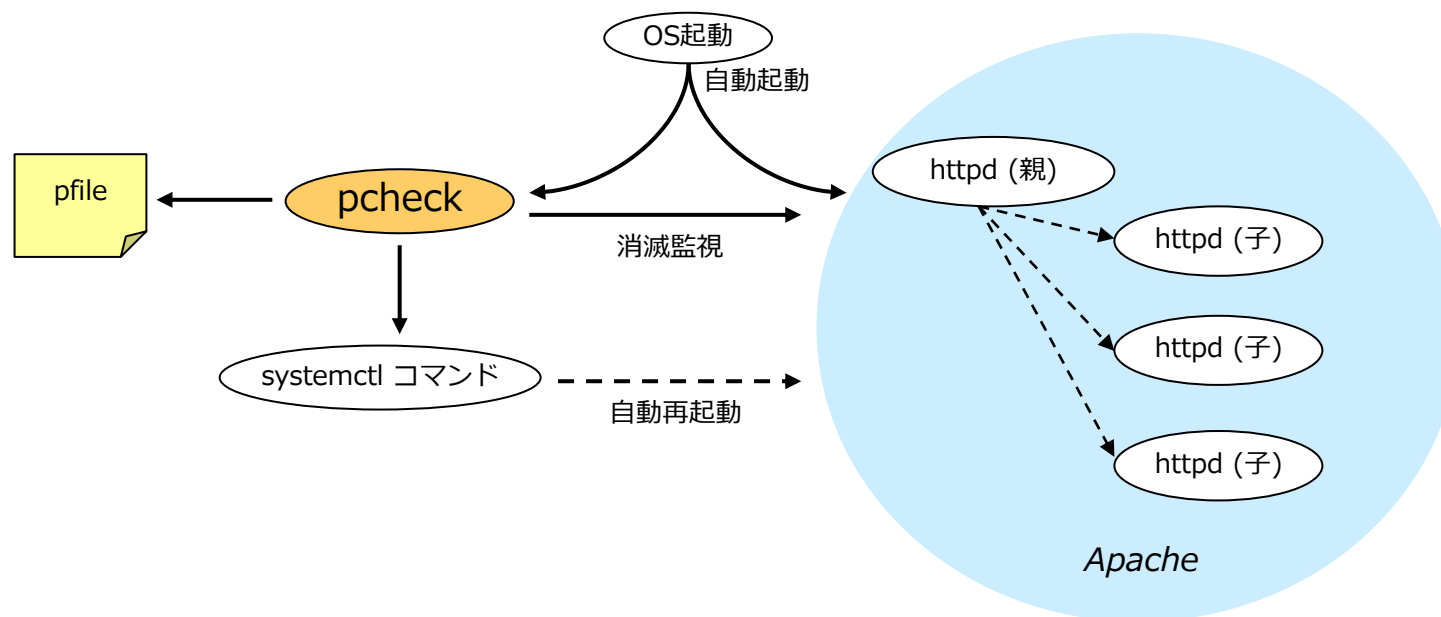 OS起動
自動起動
pfile
pcheck
httpd (親)
消滅監視
httpd (子)
httpd (子)
systemctl コマンド
自動再起動
httpd (子)
Apache